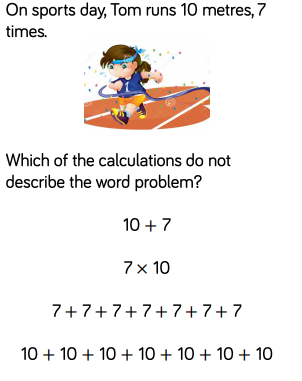 On sports day, Tom runs 10 metres, 7
times.
Which of the calculations do not
describe the word problem?
10 + 7
7 × 10
7 + 7 + 7 + 7 + 7 + 7 + 7
10 + 10 + 10 + 10 + 10 + 10 + 10